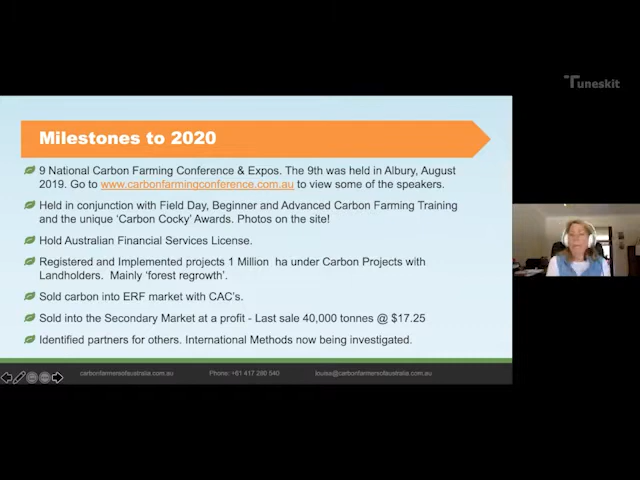 Tuneskit
Milestones to 2020
9 National Carbon Farming Conference & Expos. The 9th was held in Albury, August
2019. Go to www.carbonfarmingconference.com.au to view some of the speakers.
Held in conjunction with Field Day, Beginner and Advanced Carbon Farming Training
and the unique ‘Carbon Cocky’ Awards. Photos on the site!
Hold Australian Financial Services License.
Registered and Implemented projects 1 Million ha under Carbon Projects with
Landholders. Mainly ‘forest regrowth’.
Sold carbon into ERF market with CAC’s.
Sold into the Secondary Market at a profit - Last sale 40,000 tonnes @ $17.25
Identified partners for others. International Methods now being investigated.
carbonfarmersofaustralia.com.au Phone: +61 417 280 540 louisa@carbonfarmersofaustralia.com.au